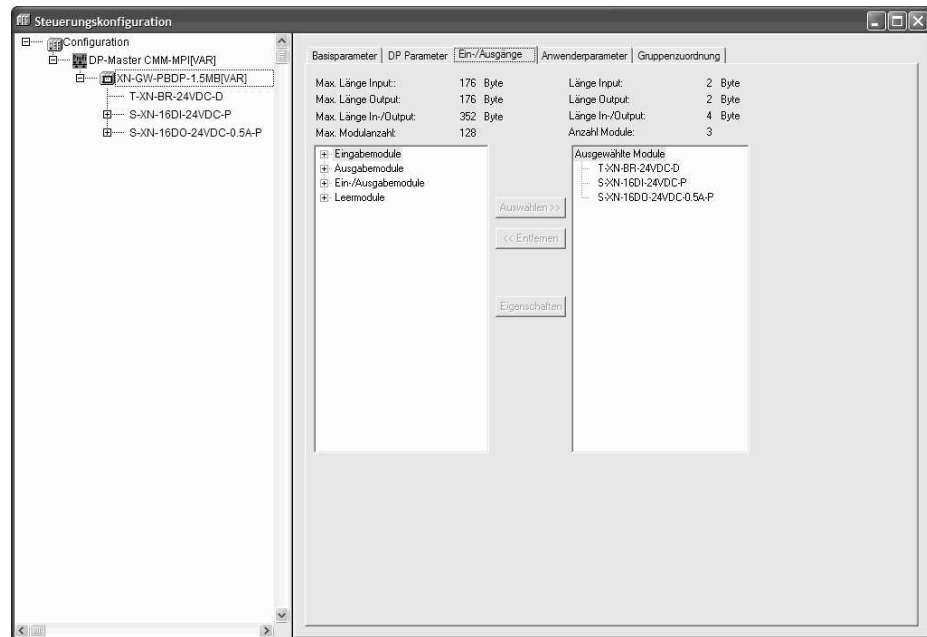 Steuerungskonfiguration
Configuration
DP-Master CMM-MPI[VAR]
XN-GW-PBDP-1.5MB[VAR]
T-XN-BR-24VDC-D
S-XN-16DI-24VDC-P
S-XN-16DO-24VDC-0.5A-P
Basisparameter DP Parameter Ein-/Ausgänge Anwenderparameter Gruppenzuordnung
Max. Länge Input:: 176 Byte Länge Input: 2 Byte
Max. Länge Output: 176 Byte Länge Output: 2 Byte
Max. Länge In-/Output: 352 Byte Länge In-/Output: 4 Byte
Max. Modulanzahl: 128 Anzahl Module: 3
Eingabemodule
Ausgabemodule
Ein-/Ausgabemodule
Leermodule
Auswählen >>
<< Entfernen
Eigenschaften
Ausgewählte Module
T-XN-BR-24VDC-D
S-XN-16DI-24VDC-P
S-XN-16DO-24VDC-0.5A-P